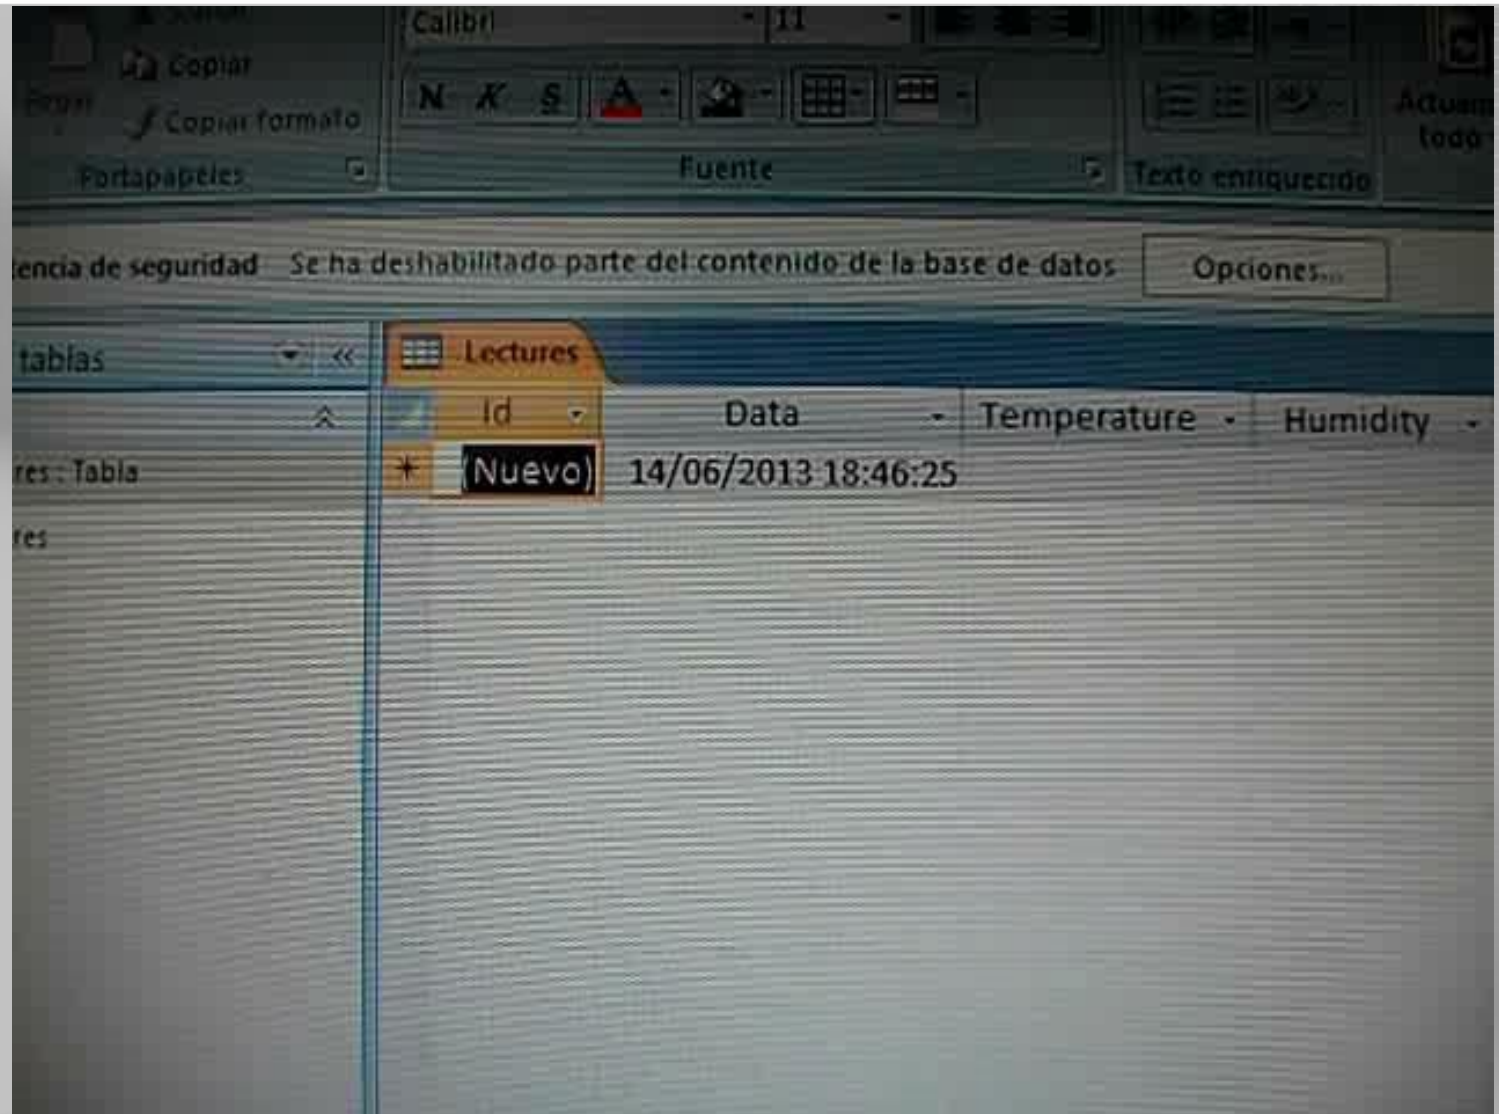 Calibri 11
Copiar
Copiar formato
N K S A
Portapapeles
Fuente
Texto enriquecido
todo
encia de seguridad Se ha deshabilitado parte del contenido de la base de datos Opciones...
tablas
Lectures
Id Data Temperature Humidity
res : Tabla
(Nuevo) 14/06/2013 18:46:25
res